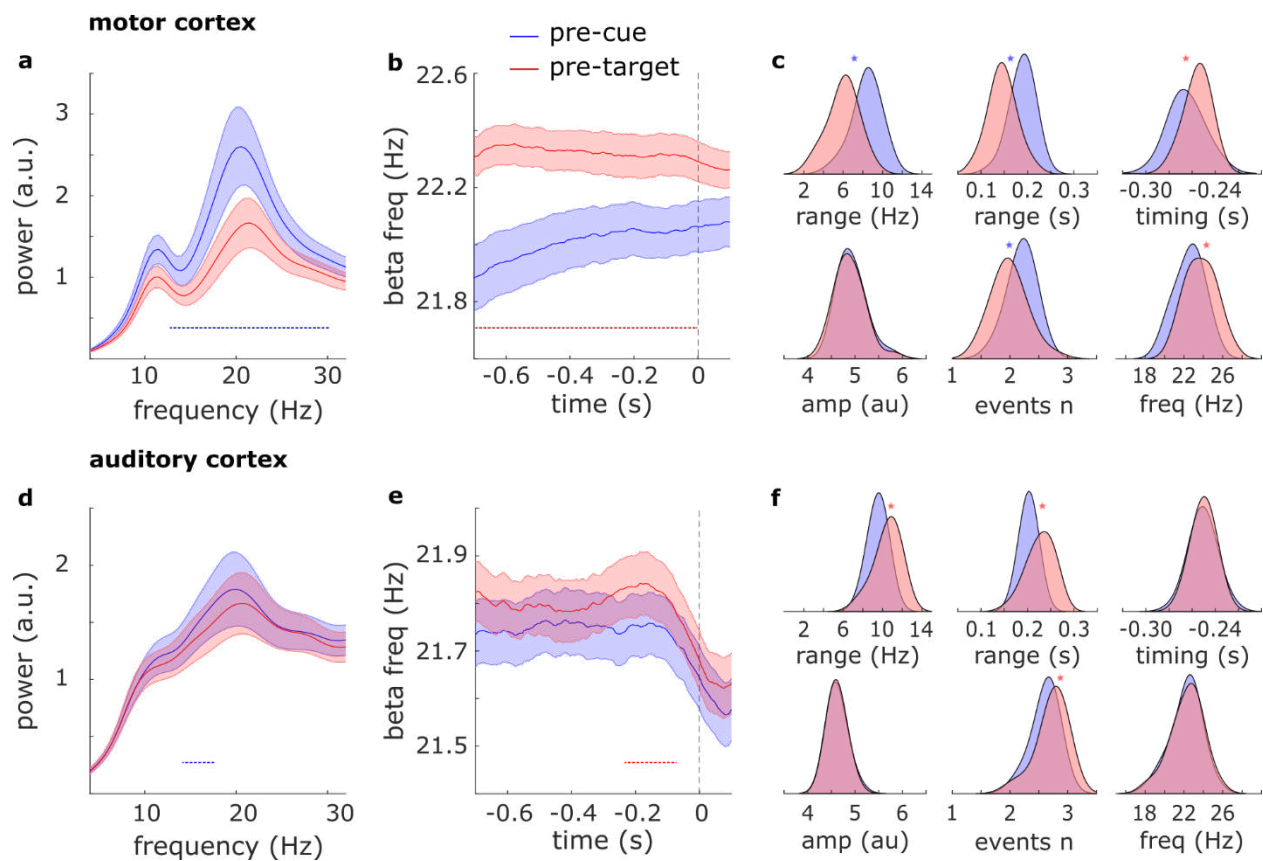 motor cortex
a
b
pre-cue
pre-target
c
power (a.u.)
3
2
1
10
20
30
frequency (Hz)
beta freq (Hz)
22.6
22.2
21.8
-0.6
-0.4
-0.2
0
time (s)
2
6
10
14
range (Hz)
0.1
0.2
0.3
range (s)
-0.30
-0.24
timing (s)
4
5
6
amp (au)
1
2
3
events n
18
22
26
freq (Hz)
auditory cortex
d
e
f
power (a.u.)
2
1
10
20
30
frequency (Hz)
beta freq (Hz)
21.9
21.7
21.5
-0.6
-0.4
-0.2
0
time (s)
2
6
10
14
range (Hz)
0.1
0.2
0.3
range (s)
-0.30
-0.24
timing (s)
4
5
6
amp (au)
1
2
3
events n
18
22
26
freq (Hz)